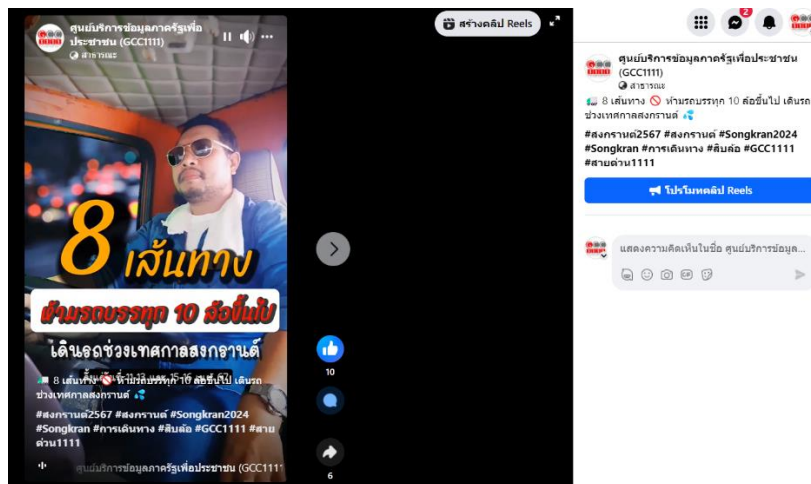 ศูนย์บริการข้อมูลภาครัฐเพื่อ
ประชาชน (GCC1111)
สาธารณะ
8
เส้นทาง
ห้ามรถบรรทุก 10 ล้อขึ้นไป
เดินรถช่วงเทศกาลสงกรานต์
8 เส้นทาง 🚫 ห้ามรถบรรทุก 10 ล้อขึ้นไป เดินรถ
ช่วงเทศกาลสงกรานต์ 💦
#สงกรานต์2567 #สงกรานต์ #Songkran2024
#Songkran #การเดินทาง #สิบล้อ #GCC1111 #สาย
ด่วน1111
ศูนย์บริการข้อมูลภาครัฐเพื่อประชาชน (GCC1111
10
6
สร้างคลิป Reels
2
ศูนย์บริการข้อมูลภาครัฐเพื่อประชาชน
(GCC1111)
สาธารณะ
🚛 8 เส้นทาง 🚫 ห้ามรถบรรทุก 10 ล้อขึ้นไป เดินรถ
ช่วงเทศกาลสงกรานต์ 💦
#สงกรานต์2567 #สงกรานต์ #Songkran2024
#Songkran #การเดินทาง #สิบล้อ #GCC1111
#สายด่วน1111
โปรโมทคลิป Reels
แสดงความคิดเห็นในชื่อ ศูนย์บริการข้อมูล...